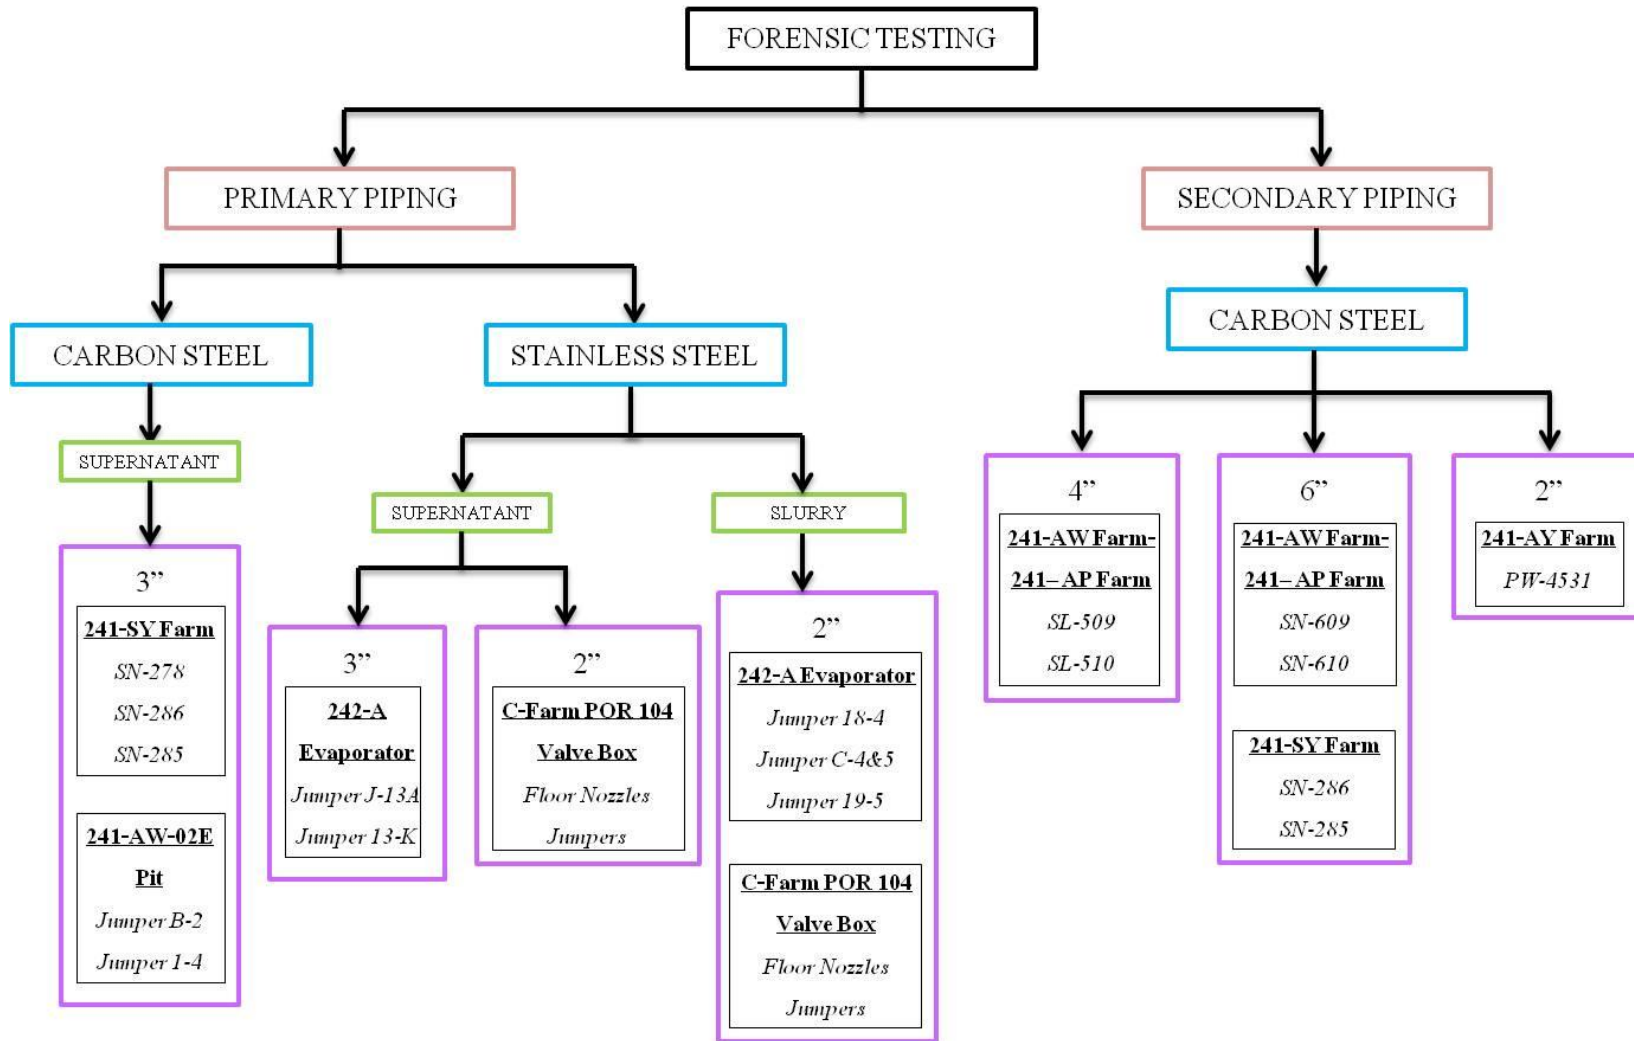 FORENSIC TESTING
PRIMARY PIPING
SECONDARY PIPING
CARBON STEEL
STAINLESS STEEL
CARBON STEEL
SUPERNATANT
SUPERNATANT
SLURRY
3”
241-SY Farm
SN-278
SN-286
SN-285
241-AW-02E
Pit
Jumper B-2
Jumper 1-4
3”
242-A
Evaporator
Jumper J-13A
Jumper 13-K
2”
C-Farm POR 104
Valve Box
Floor Nozzles
Jumpers
2”
242-A Evaporator
Jumper 18-4
Jumper C-4&5
Jumper 19-5
C-Farm POR 104
Valve Box
Floor Nozzles
Jumpers
4”
241-AW Farm-
241– AP Farm
SL-509
SL-510
6”
241-AW Farm-
241– AP Farm
SN-609
SN-610
241-SY Farm
SN-286
SN-285
2”
241-AY Farm
PW-4531